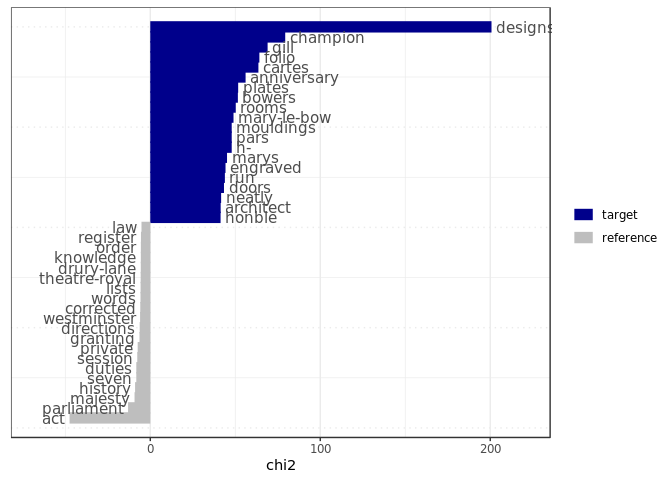 designs
champion
gill
folio
cartes
anniversary
plates
bowers
rooms
mary-le-bow
mouldings
pars
h-
marys
engraved
run
doors
neatly
architect
honble
law
register
order
knowledge
drury-lane
theatre-royal
lists
words
corrected
westminster
directions
granting
private
session
duties
seven
history
majesty
parliament
act
target
reference
0 100 200
chi2